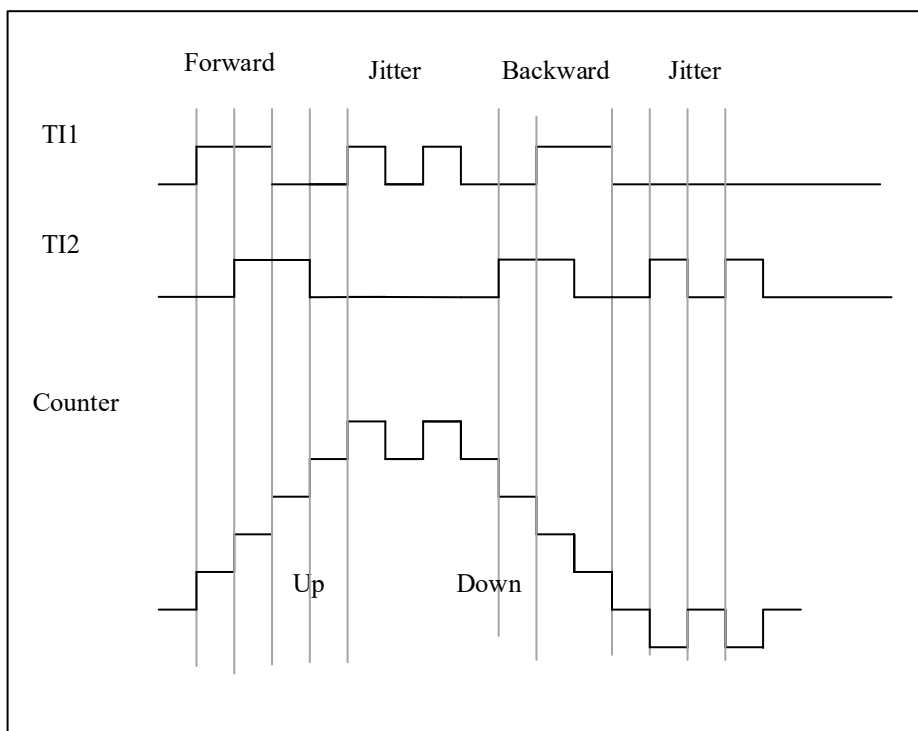 Forward
Jitter
Backward
Jitter
TI1
TI2
Counter
Up
Down